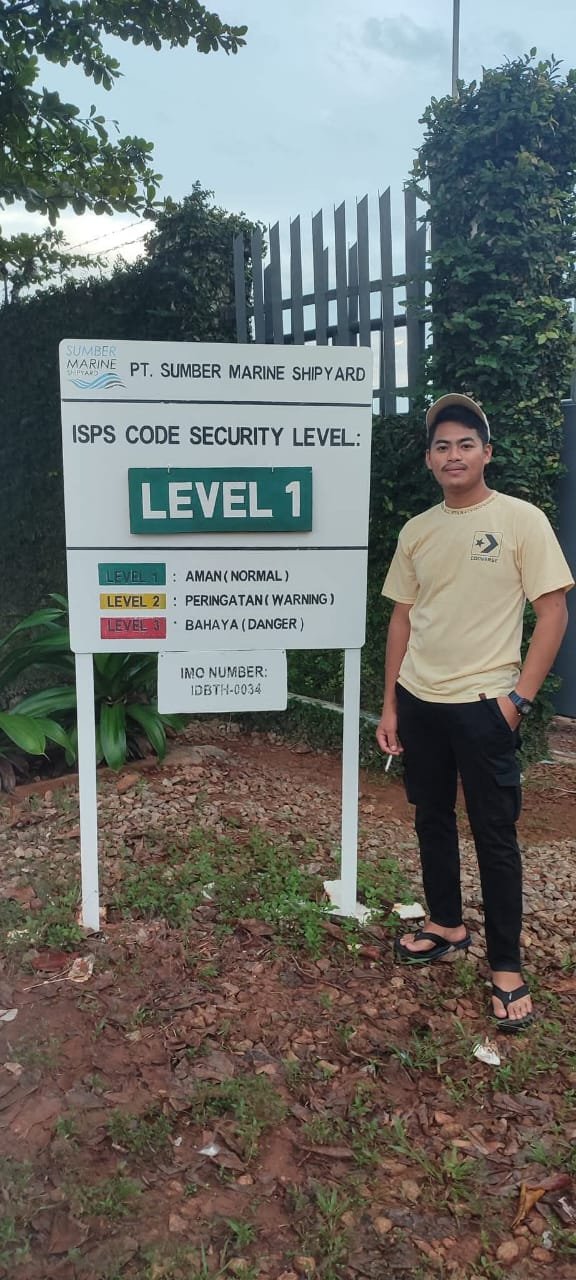 SUMBER
MARINE
SHIPYARD
PT. SUMBER MARINE SHIPYARD
ISPS CODE SECURITY LEVEL:
LEVEL 1
LEVEL 1 : AMAN (NORMAL)
LEVEL 2 : PERINGATAN (WARNING)
LEVEL 3 : BAHAYA (DANGER)
IMO NUMBER:
IDBTH-0034
CONVERSE